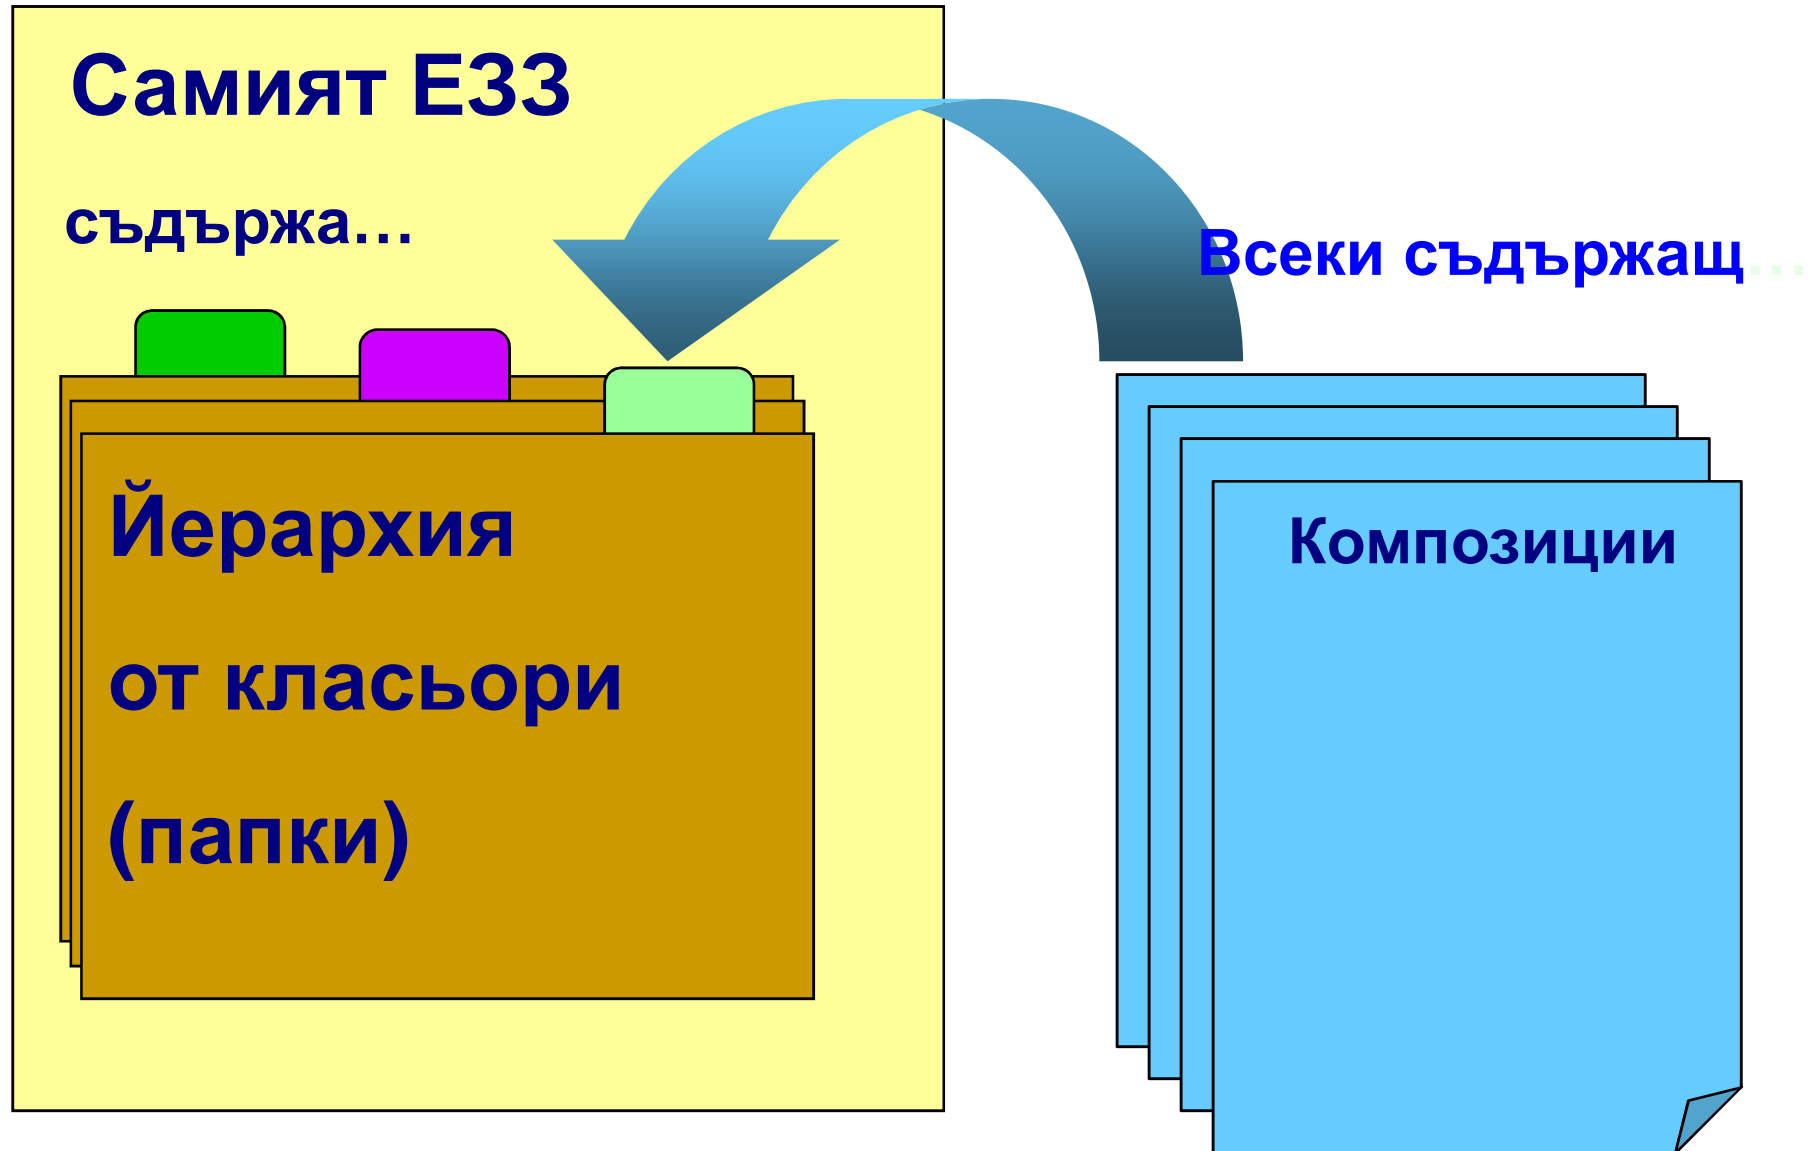 Самият ЕЗЗ
съдържа…
Всеки съдържащ…
Йерархия
от класьори
(папки)
Композиции